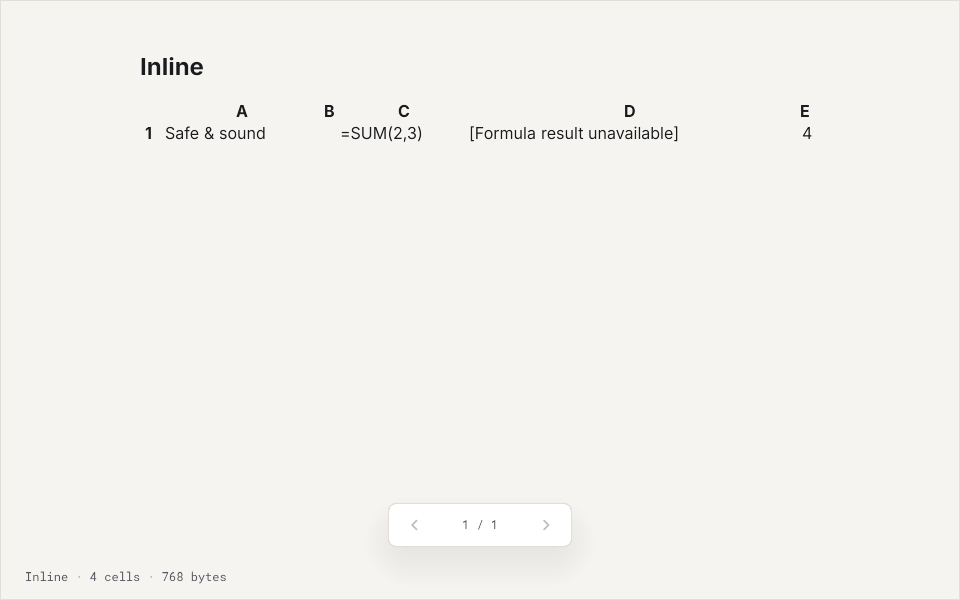 Inline
A B C D E
1 Safe & sound =SUM(2,3) [Formula result unavailable] 4
1 / 1
Inline · 4 cells · 768 bytes